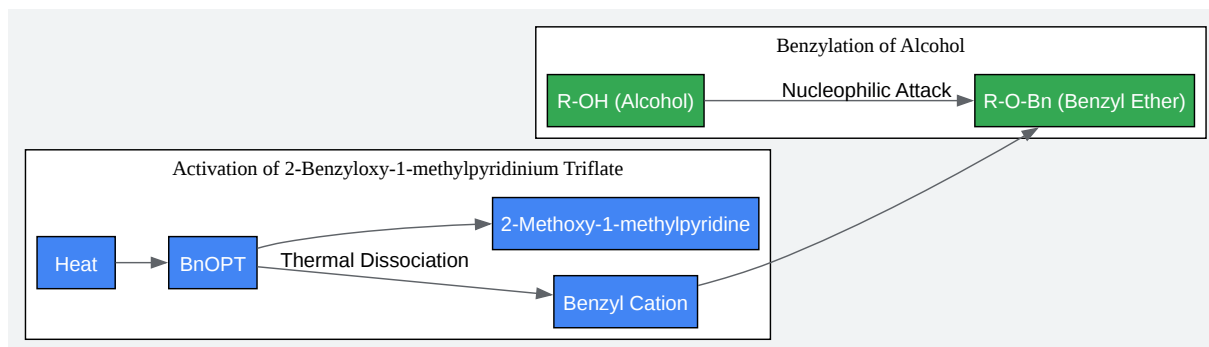 Benzylation of Alcohol
R-OH (Alcohol)
Nucleophilic Attack
R-O-Bn (Benzyl Ether)
Activation of 2-Benzyloxy-1-methylpyridinium Triflate
2-Methoxy-1-methylpyridine
Heat
BnOPT
Thermal Dissociation
Benzyl Cation